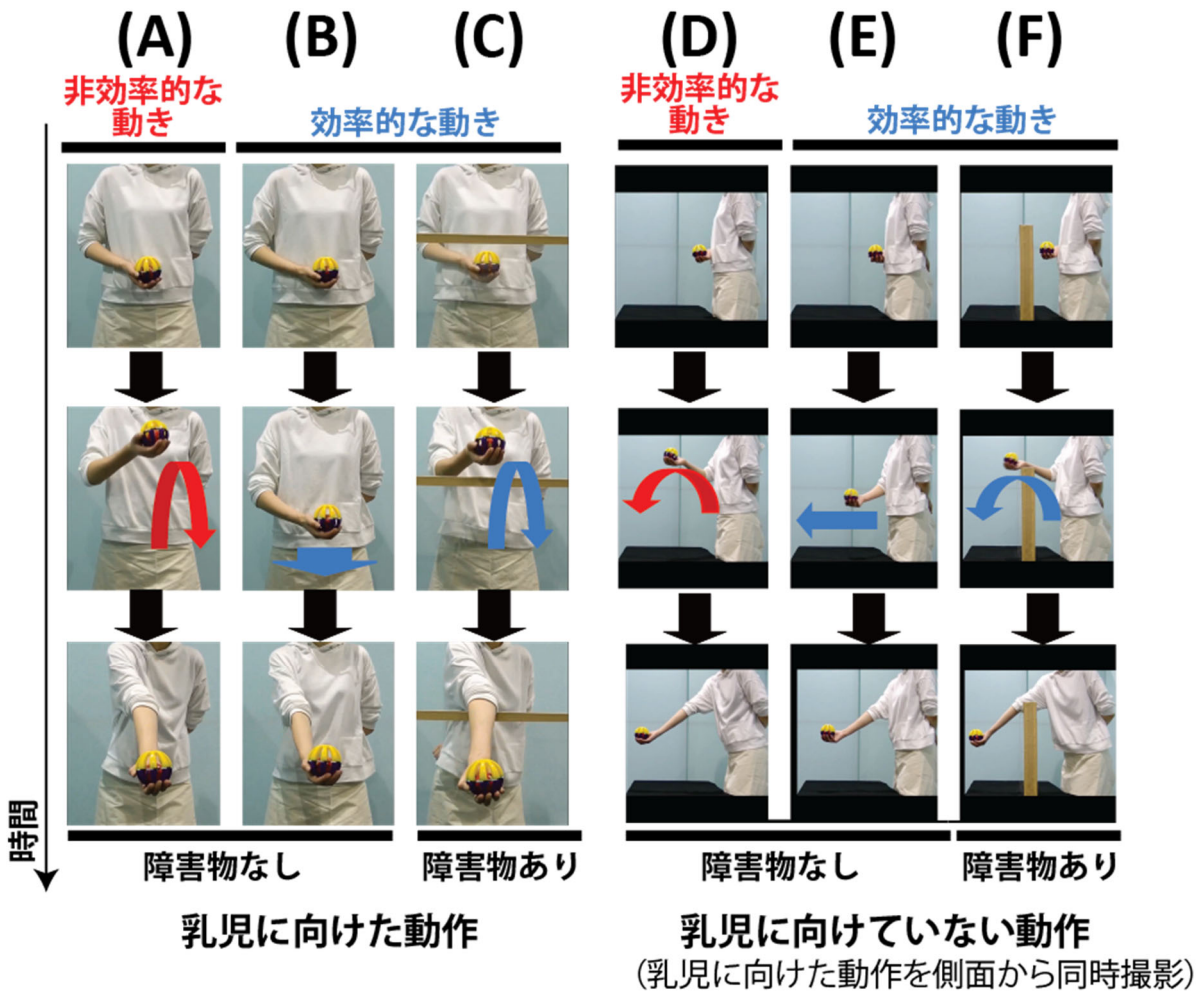 (A) (B) (C) (D) (E) (F)
非効率的な
動き
効率的な動き
非効率的な
動き
効率的な動き
時間
障害物なし
障害物あり
障害物なし
障害物あり
乳児に向けた動作
乳児に向けていない動作
（乳児に向けた動作を側面から同時撮影）